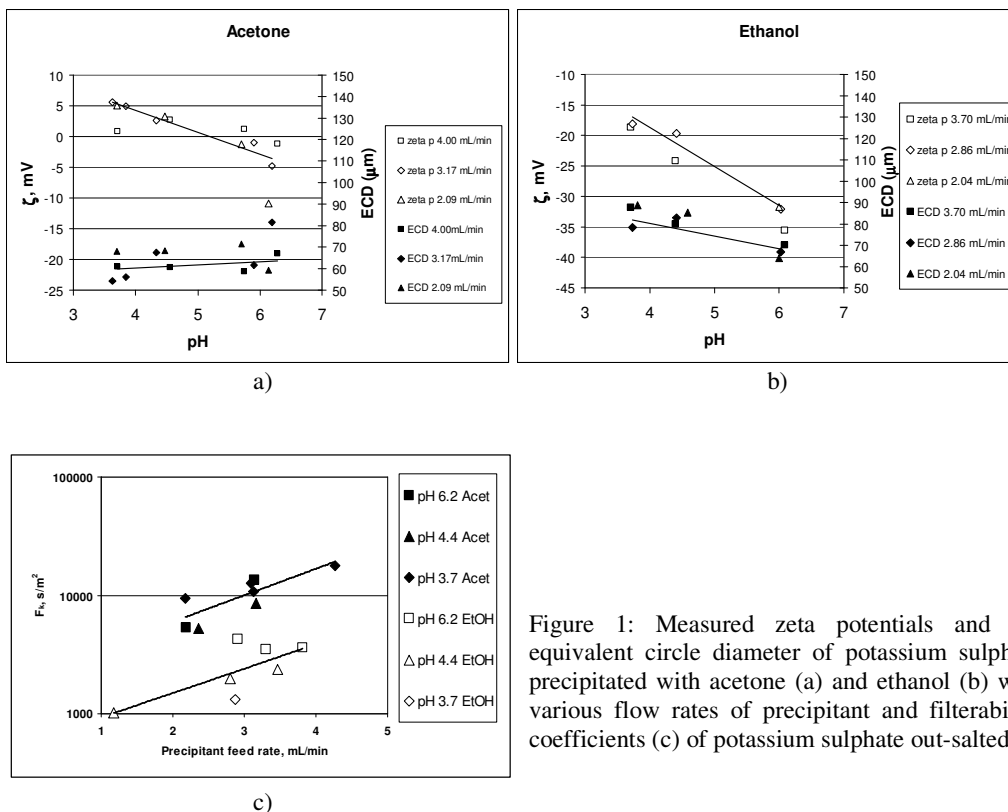 Acetone
10
5
0
-5
-10
-15
-20
-25
ζ, mV
150
140
130
120
110
100
90
80
70
60
50
ECD (μm)
3 4 5 6 7
pH
zeta p 4.00 mL/min
zeta p 3.17 mL/min
zeta p 2.09 mL/min
ECD 4.00mL/min
ECD 3.17mL/min
ECD 2.09 mL/min
a)
Ethanol
-10
-15
-20
-25
-30
-35
-40
-45
ζ, mV
150
140
130
120
110
100
90
80
70
60
50
ECD (μm)
3 4 5 6 7
pH
zeta p 3.70 mL/min
zeta p 2.86 mL/min
zeta p 2.04 mL/min
ECD 3.70 mL/min
ECD 2.86 mL/min
ECD 2.04 mL/min
b)
100000
10000
1000
Fk, s/m²
1 2 3 4 5
Precipitant feed rate, mL/min
pH 6.2 Acet
pH 4.4 Acet
pH 3.7 Acet
pH 6.2 EtOH
pH 4.4 EtOH
pH 3.7 EtOH
c)
Figure 1: Measured zeta potentials and
equivalent circle diameter of potassium sulph
precipitated with acetone (a) and ethanol (b) w
various flow rates of precipitant and filterabi
coefficients (c) of potassium sulphate out-salted